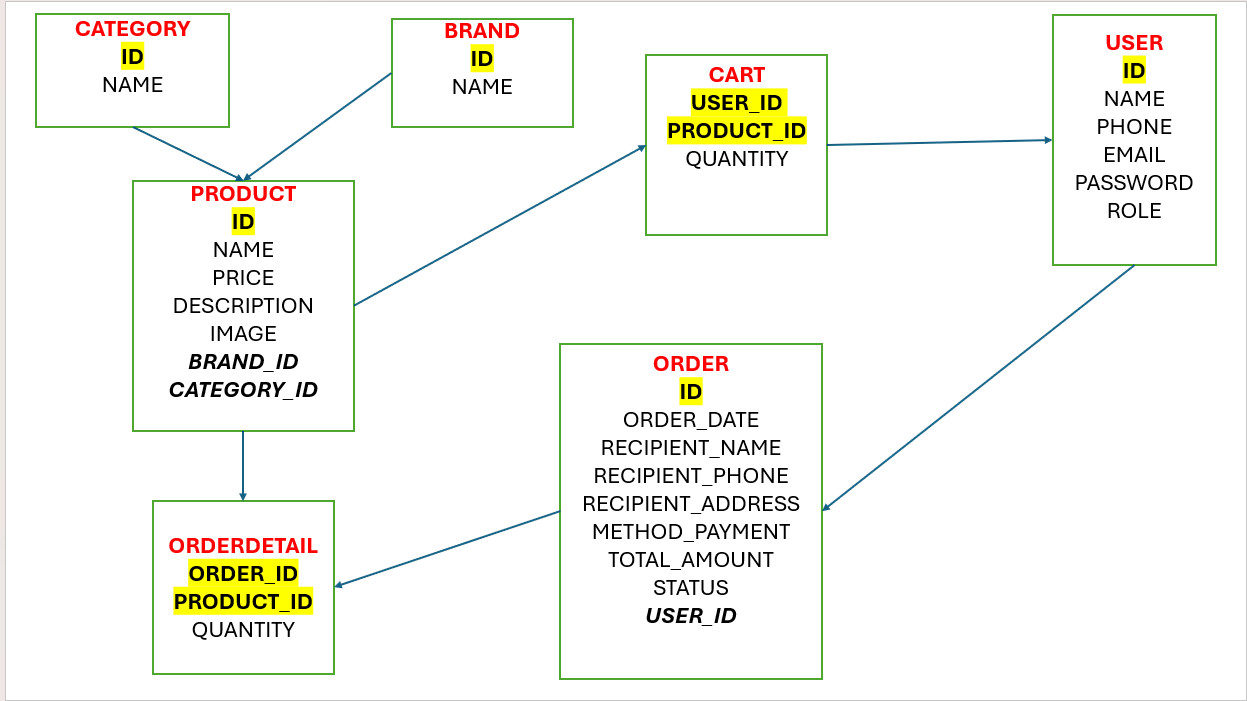 CATEGORY
ID
NAME
BRAND
ID
NAME
CART
USER_ID
PRODUCT_ID
QUANTITY
USER
ID
NAME
PHONE
EMAIL
PASSWORD
ROLE
PRODUCT
ID
NAME
PRICE
DESCRIPTION
IMAGE
BRAND_ID
CATEGORY_ID
ORDER
ID
ORDER_DATE
RECIPIENT_NAME
RECIPIENT_PHONE
RECIPIENT_ADDRESS
METHOD_PAYMENT
TOTAL_AMOUNT
STATUS
USER_ID
ORDERDETAIL
ORDER_ID
PRODUCT_ID
QUANTITY